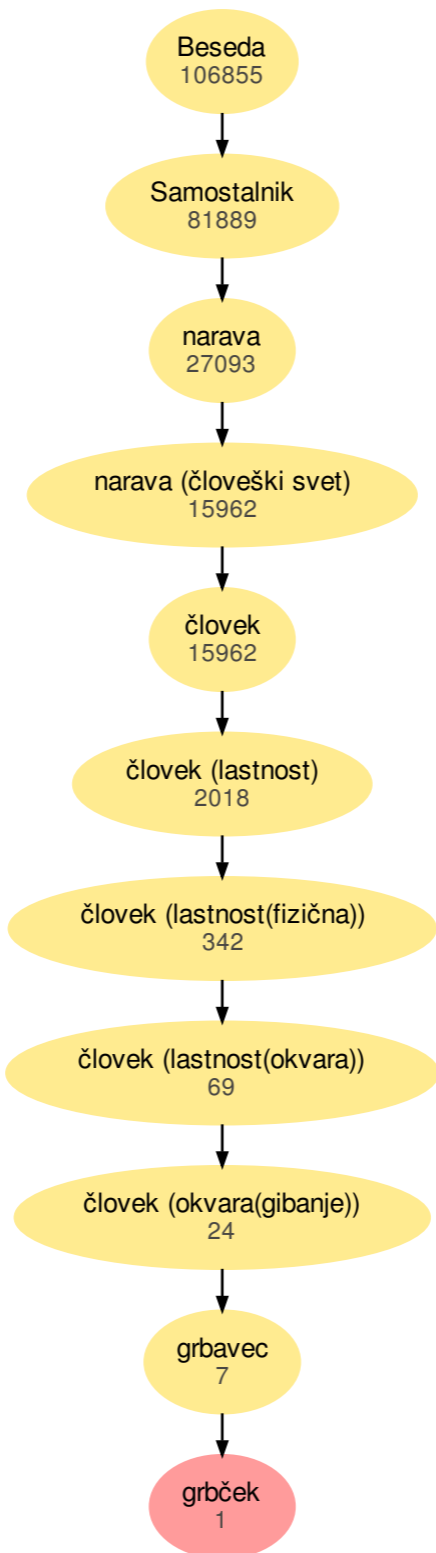 Beseda
106855
Samostalnik
81889
narava
27093
narava (človeški svet)
15962
človek
15962
človek (lastnost)
2018
človek (lastnost(fizična))
342
človek (lastnost(okvara))
69
človek (okvara(gibanje))
24
grbavec
7
grbček
1